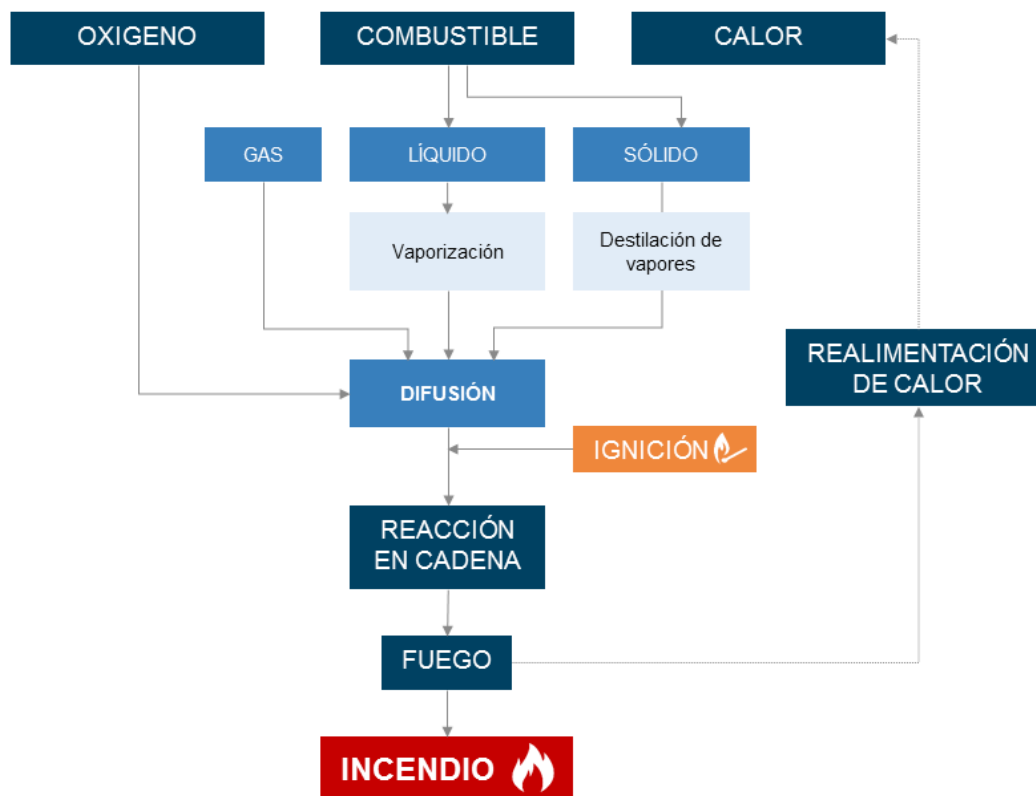 OXIGENO
COMBUSTIBLE
CALOR
GAS
LÍQUIDO
SÓLIDO
Vaporización
Destilación de
vapores
REALIMENTACIÓN
DE CALOR
DIFUSIÓN
IGNICIÓN
REACCIÓN
EN CADENA
FUEGO
INCENDIO